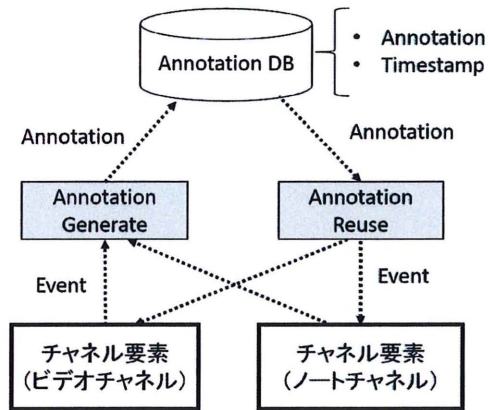 Annotation DB
• Annotation
• Timestamp
Annotation
Annotation
Annotation
Generate
Annotation
Reuse
Event
Event
チャネル要素
(ビデオチャネル)
チャネル要素
(ノートチャネル)